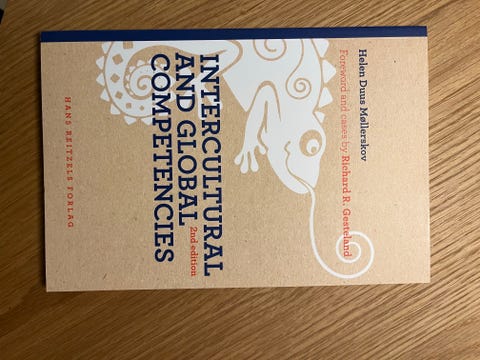 Helen Duus Møllerskov
Foreword and cases by Richard R. Gesteland
INTERCULTURAL
AND GLOBAL 2nd edition
COMPETENCIES
HANS REITZELS FORLAG